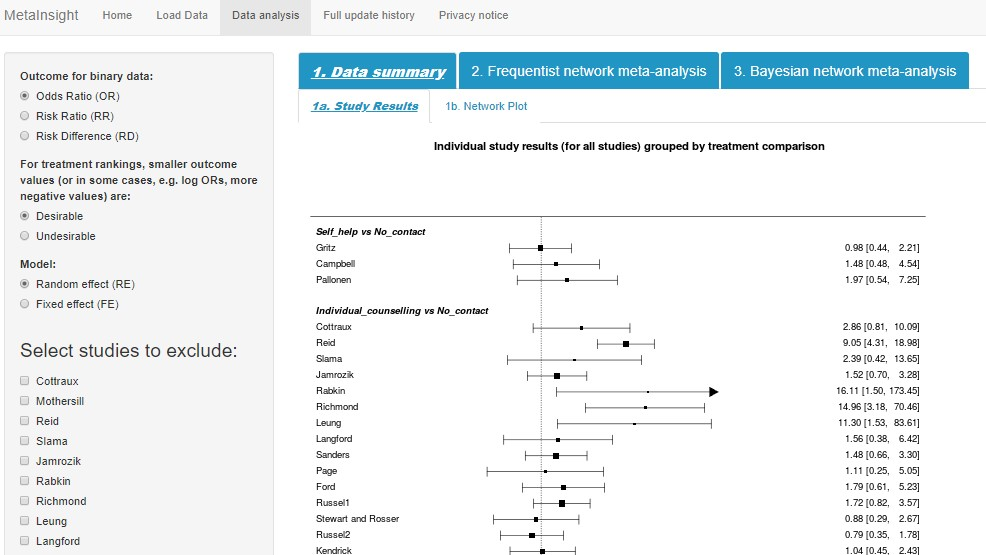 MetaInsight Home Load Data Data analysis Full update history Privacy notice
Outcome for binary data:
Odds Ratio (OR)
Risk Ratio (RR)
Risk Difference (RD)
For treatment rankings, smaller outcome
values (or in some cases, e.g. log ORs, more
negative values) are:
Desirable
Undesirable
Model:
Random effect (RE)
Fixed effect (FE)
Select studies to exclude:
Cottraux
Mothersill
Reid
Slama
Jamrozik
Rabkin
Richmond
Leung
Langford
1. Data summary 2. Frequentist network meta-analysis 3. Bayesian network meta-analysis
1a. Study Results 1b. Network Plot
Individual study results (for all studies) grouped by treatment comparison
Self_help vs No_contact
Gritz 0.98 [0.44, 2.21]
Campbell 1.48 [0.48, 4.54]
Pallonen 1.97 [0.54, 7.25]
Individual_counselling vs No_contact
Cottraux 2.86 [0.81, 10.09]
Reid 9.05 [4.31, 18.98]
Slama 2.39 [0.42, 13.65]
Jamrozik 1.52 [0.70, 3.28]
Rabkin 16.11 [1.50, 173.45]
Richmond 14.96 [3.18, 70.46]
Leung 11.30 [1.53, 83.61]
Langford 1.56 [0.38, 6.42]
Sanders 1.48 [0.66, 3.30]
Page 1.11 [0.25, 5.05]
Ford 1.79 [0.61, 5.23]
Russel1 1.72 [0.82, 3.57]
Stewart and Rosser 0.88 [0.29, 2.67]
Russel2 0.79 [0.35, 1.78]
Kendrick 1.04 [0.45, 2.43]